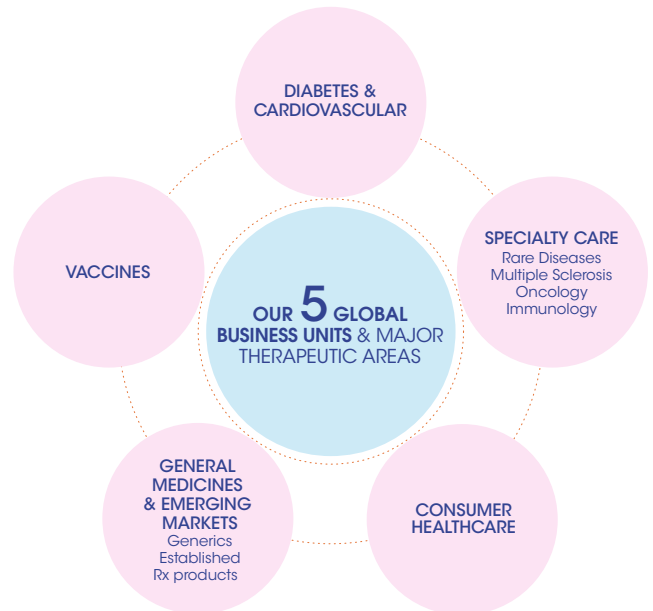 DIABETES &
CARDIOVASCULAR
SPECIALTY CARE
Rare Diseases
Multiple Sclerosis
Oncology
Immunology
VACCINES
OUR 5 GLOBAL
BUSINESS UNITS & MAJOR
THERAPEUTIC AREAS
GENERAL
MEDICINES
& EMERGING
MARKETS
Generics
Established
Rx products
CONSUMER
HEALTHCARE